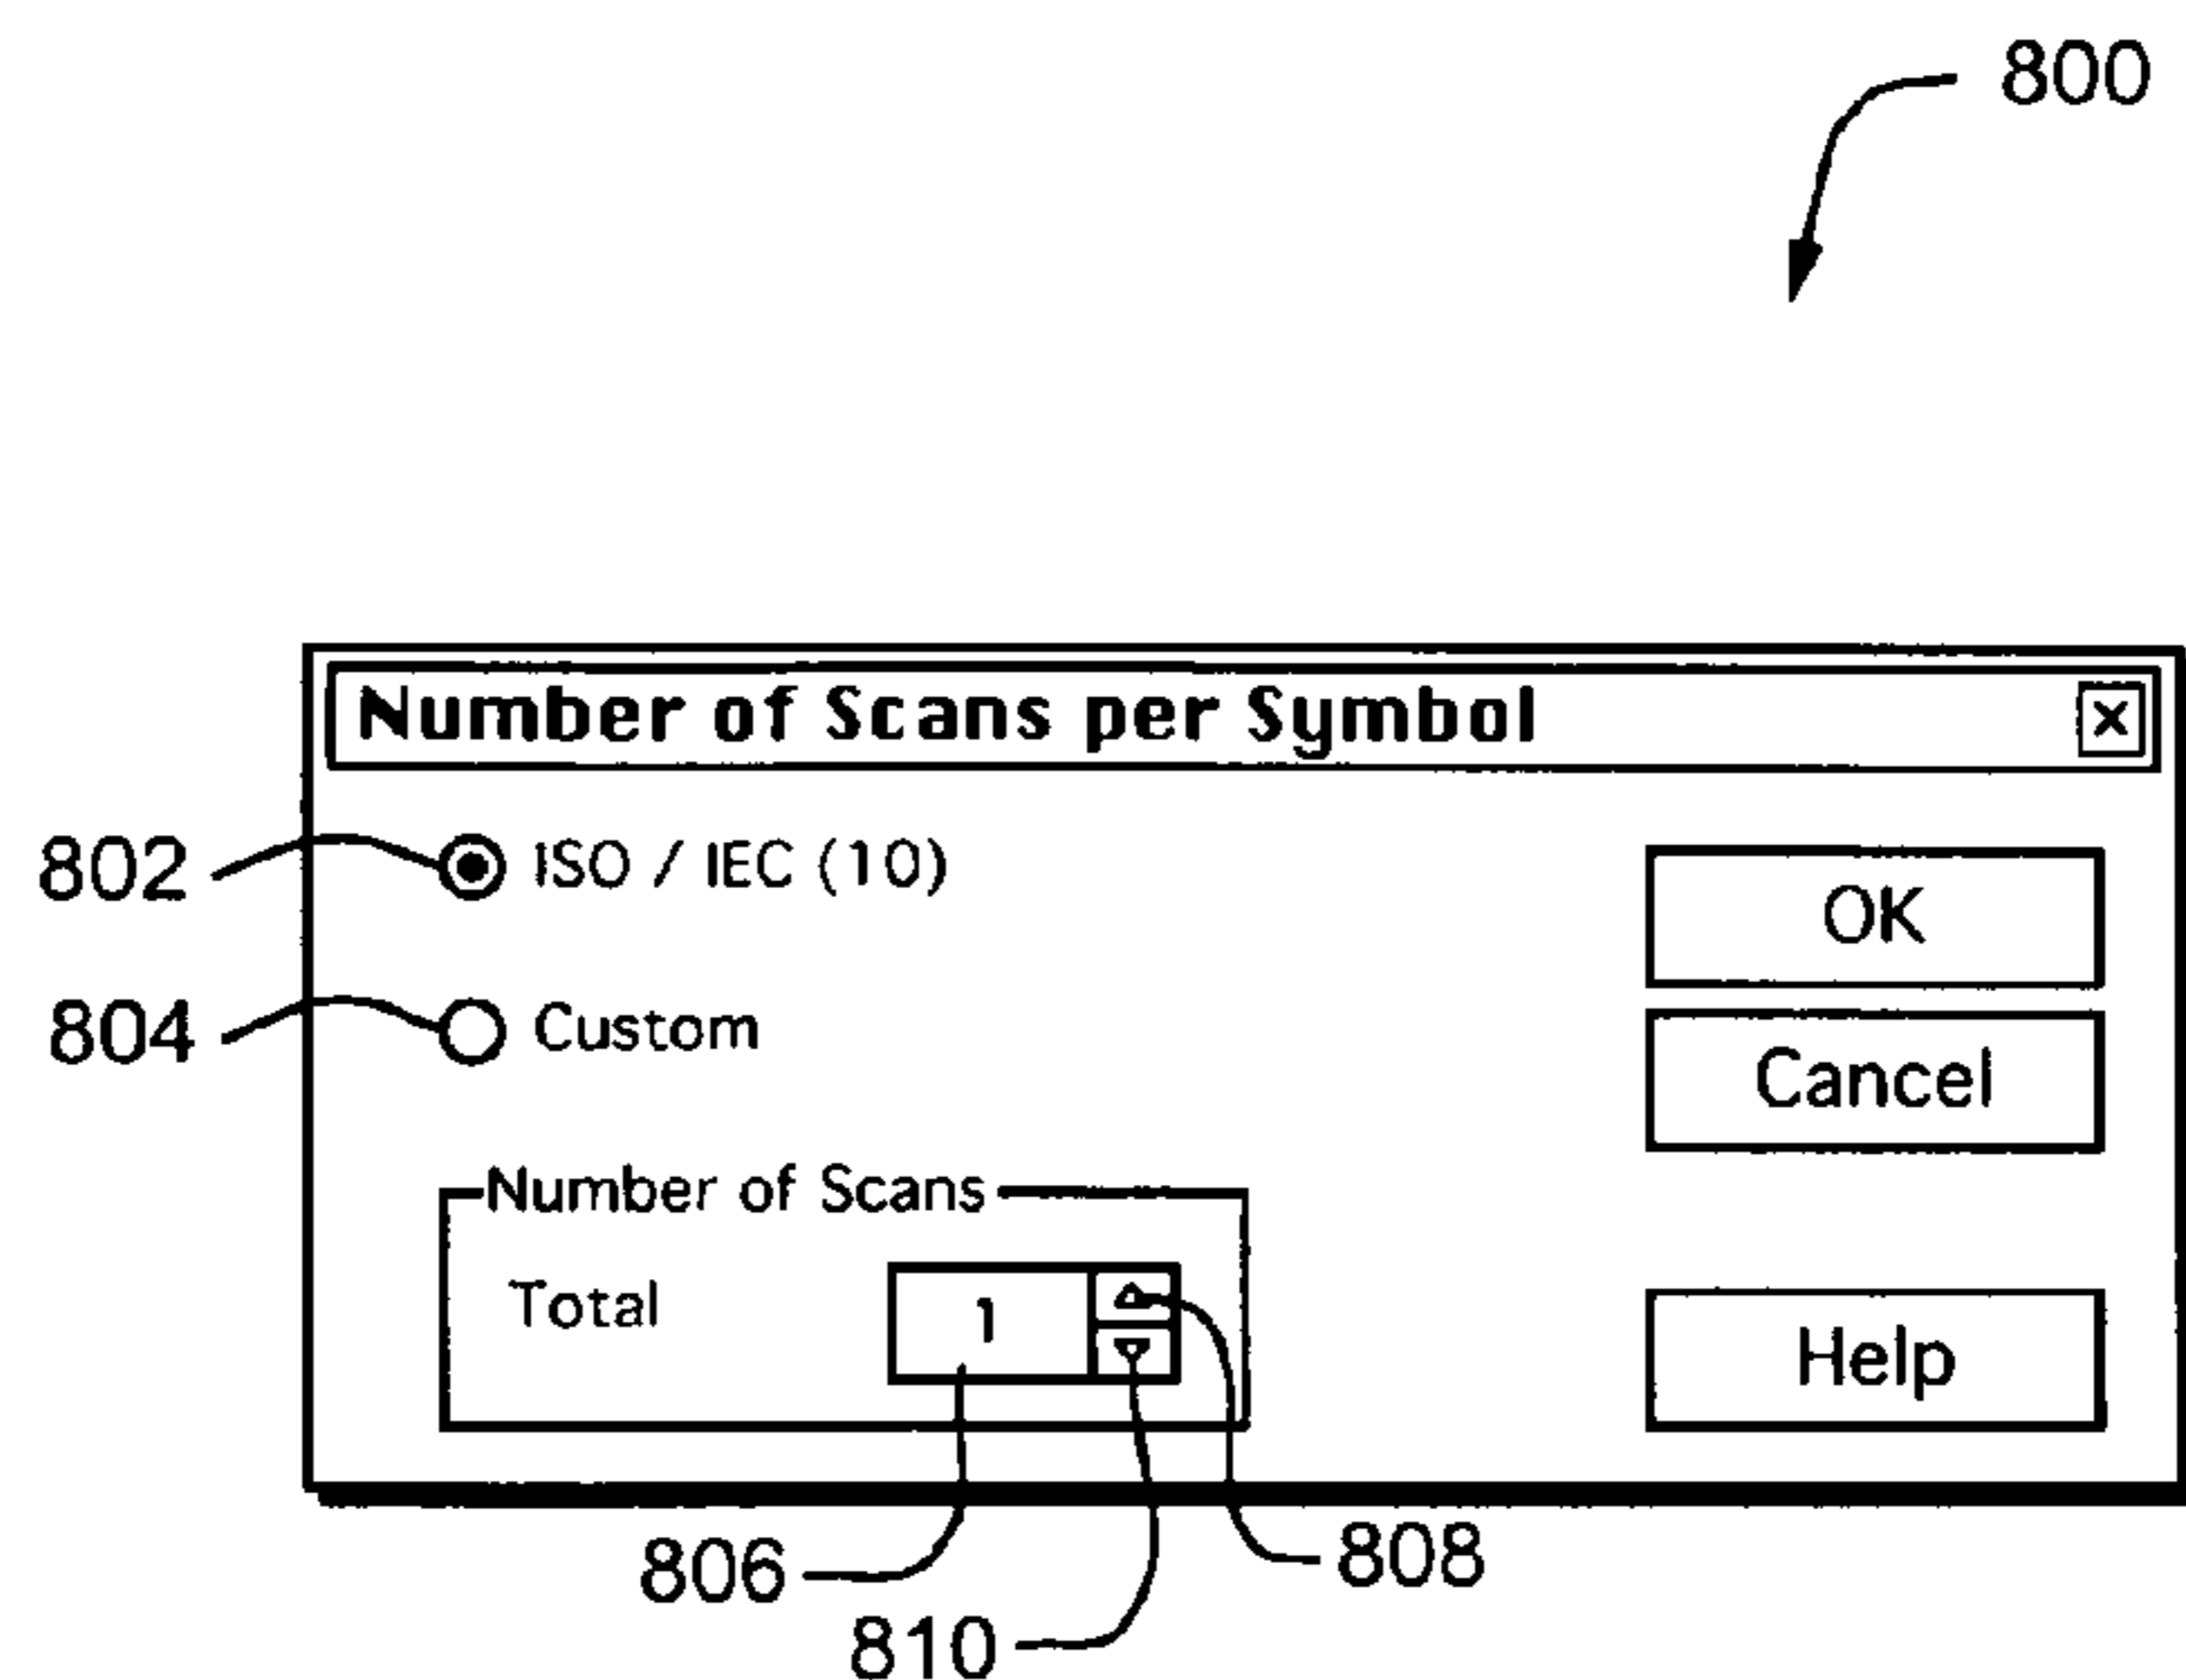 800
Number of Scans per Symbol
802 ISO / IEC (10)
OK
804 Custom
Cancel
Number of Scans
Total 1
Help
806
808
810